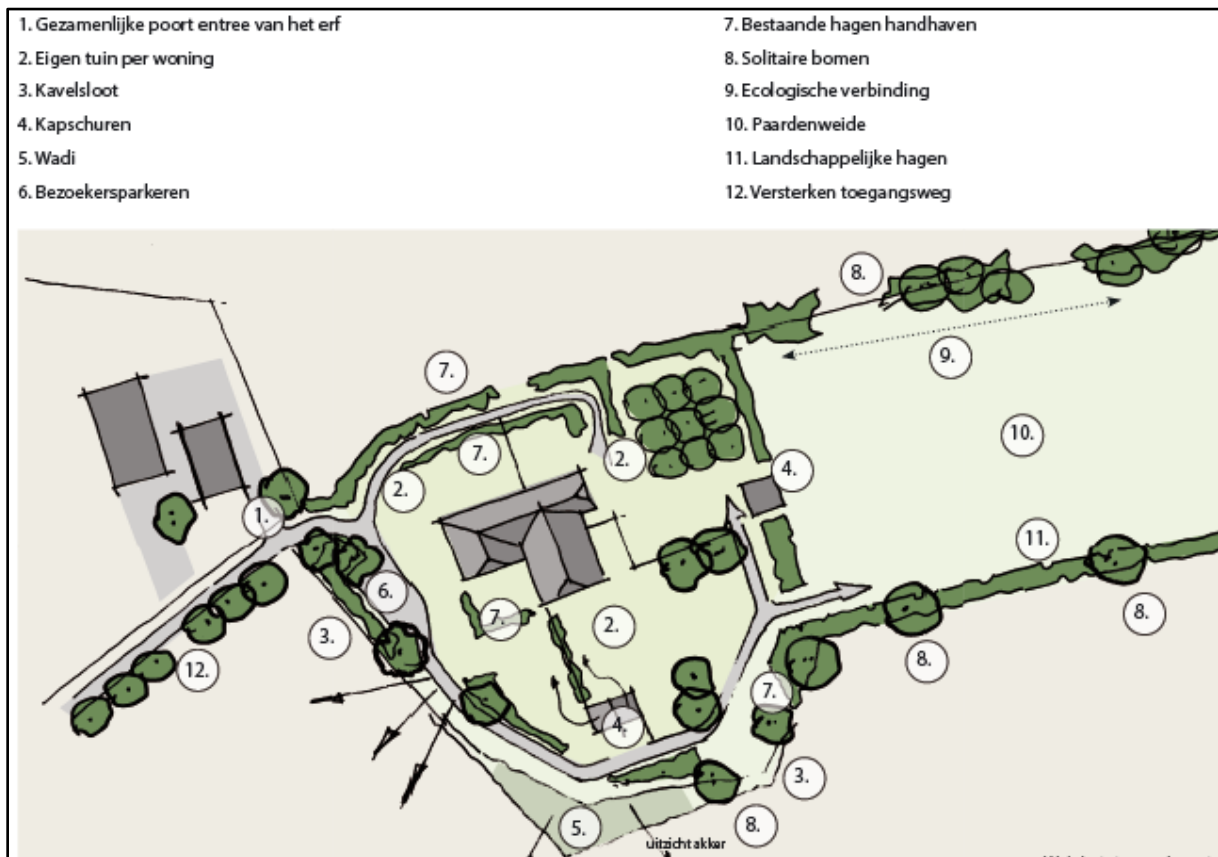 1. Gezamenlijke poort entree van het erf
2. Eigen tuin per woning
3. Kavelsloot
4. Kapschuren
5. Wadi
6. Bezoekersparkeren
7. Bestaande hagen handhaven
8. Solitaire bomen
9. Ecologische verbinding
10. Paardenweide
11. Landschappelijke hagen
12. Versterken toegangsweg
8.
7.
9.
10.
7.
2.
2.
4.
1.
11.
6.
7.
2.
3.
8.
8.
12.
7.
4.
3.
5.
8.
uitzicht akker